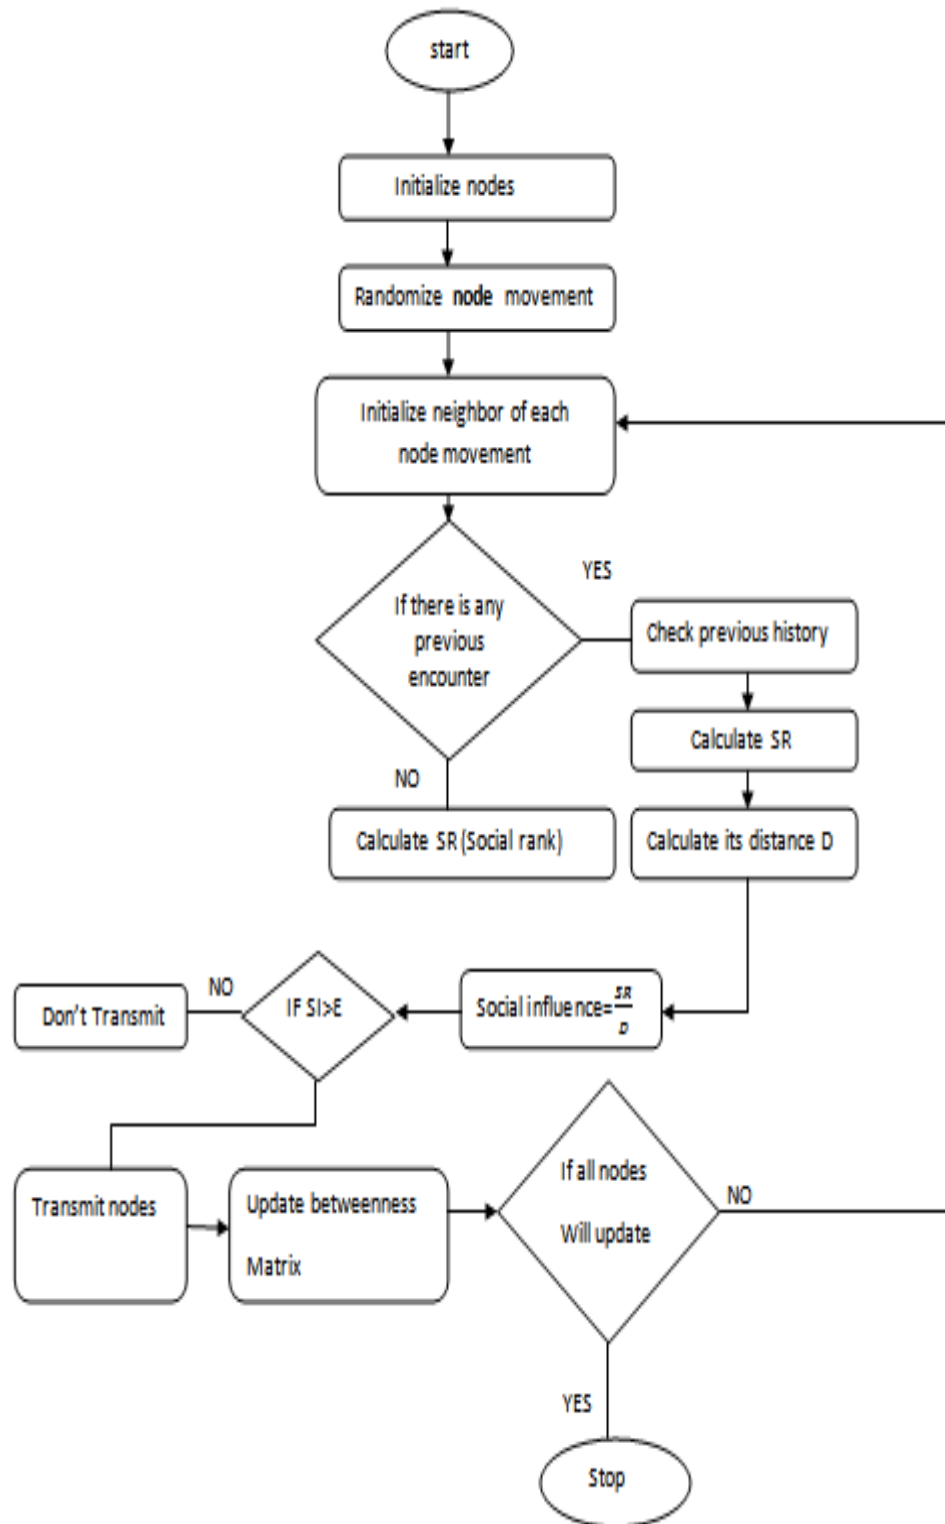 start
Initialize nodes
Randomize node movement
Initialize neighbor of each
node movement
If there is any
previous
encounter
YES
Check previous history
Calculate SR
NO
Calculate SR (Social rank)
Calculate its distance D
Social influence=SR/D
IF SI>E
NO
Don't Transmit
Transmit nodes
Update betweenness
Matrix
If all nodes
Will update
NO
YES
Stop